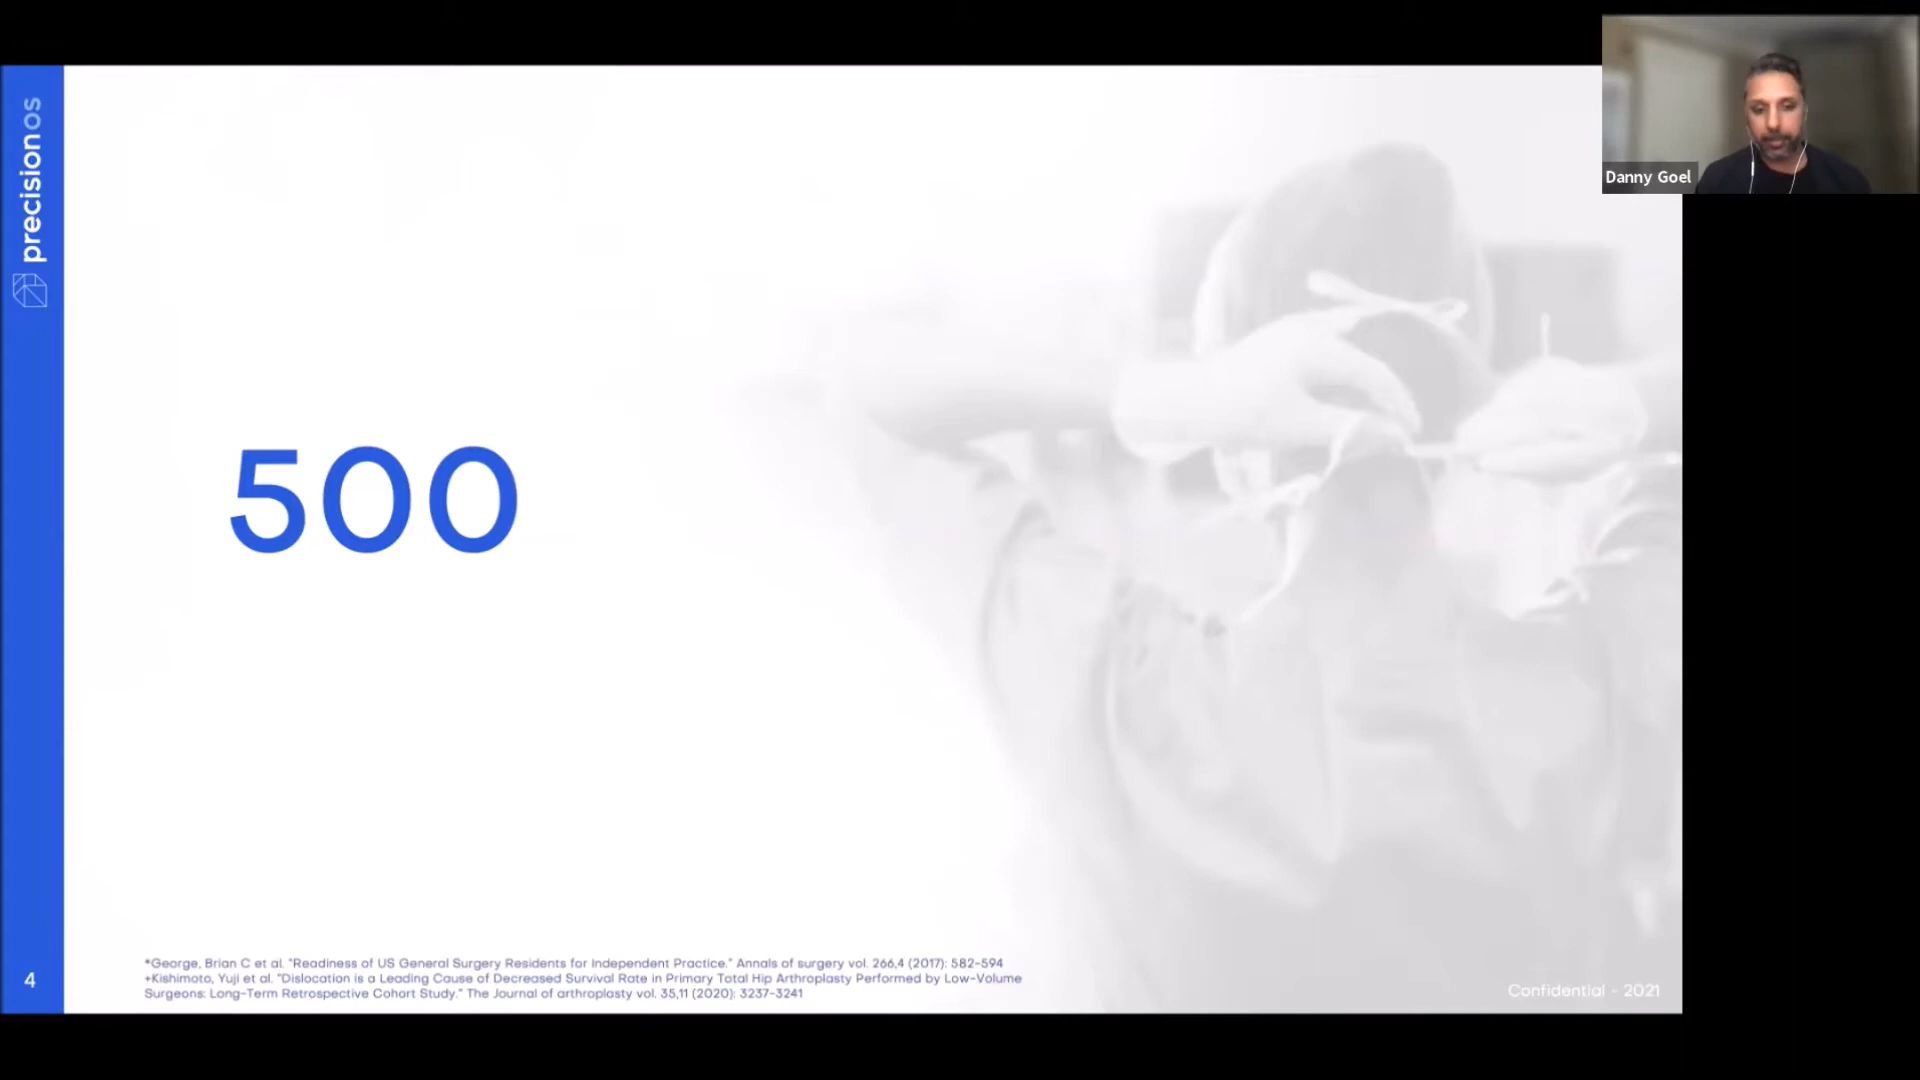 precision os
500
*George, Brian C et al. "Readiness of US General Surgery Residents for Independent Practice." Annals of surgery vol. 266,4 (2017): 582-594
+Kishimoto, Yuji et al. "Dislocation is a Leading Cause of Decreased Survival Rate in Primary Total Hip Arthroplasty Performed by Low-Volume
Surgeons: Long-Term Retrospective Cohort Study." The Journal of arthroplasty vol. 35,11 (2020): 3237-3241
4
Confidential - 2021
Danny Goel